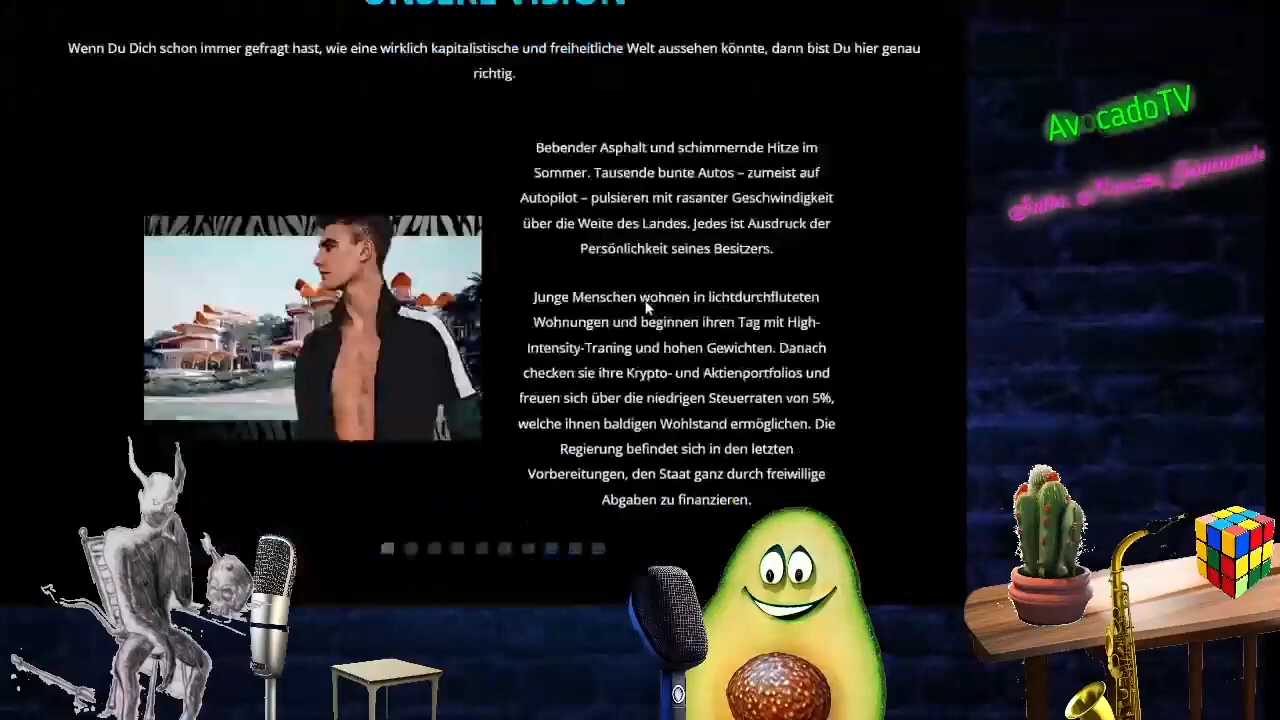 UNSERE VISION
Wenn Du Dich schon immer gefragt hast, wie eine wirklich kapitalistische und freiheitliche Welt aussehen könnte, dann bist Du hier genau
richtig.
Bebender Asphalt und schimmernde Hitze im
Sommer. Tausende bunte Autos – zumeist auf
Autopilot – pulsieren mit rasanter Geschwindigkeit
über die Weite des Landes. Jedes ist Ausdruck der
Persönlichkeit seines Besitzers.
Junge Menschen wohnen in lichtdurchfluteten
Wohnungen und beginnen ihren Tag mit High-
Intensity-Traning und hohen Gewichten. Danach
checken sie ihre Krypto- und Aktienportfolios und
freuen sich über die niedrigen Steuerraten von 5%,
welche ihnen baldigen Wohlstand ermöglichen. Die
Regierung befindet sich in den letzten
Vorbereitungen, den Staat ganz durch freiwillige
Abgaben zu finanzieren.
AvocadoTV